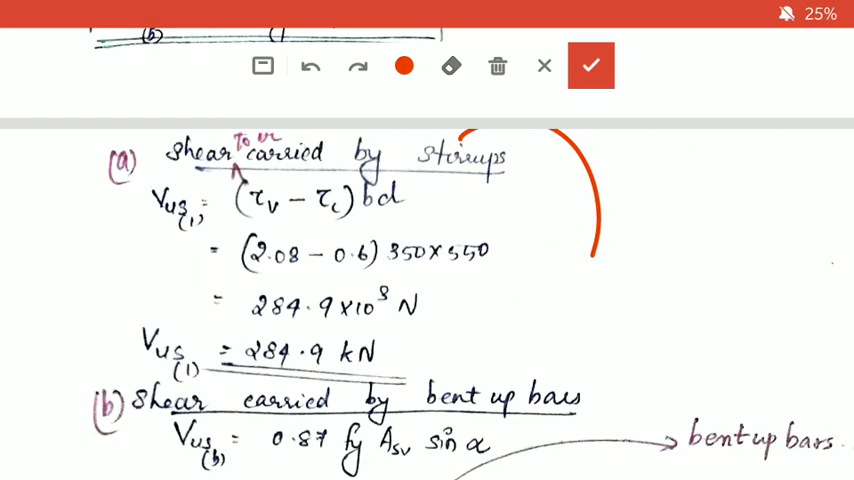 25%
(b)
(a) shear To be carried by stirrups
Vus(1) = (τv - τc) bd
= (2.08 - 0.6) 350×550
= 284.9×10³ N
Vus(1) = 284.9 kN
(b) Shear carried by bent up bars
Vus(b) = 0.87 fy Asv sin α
bent up bars.